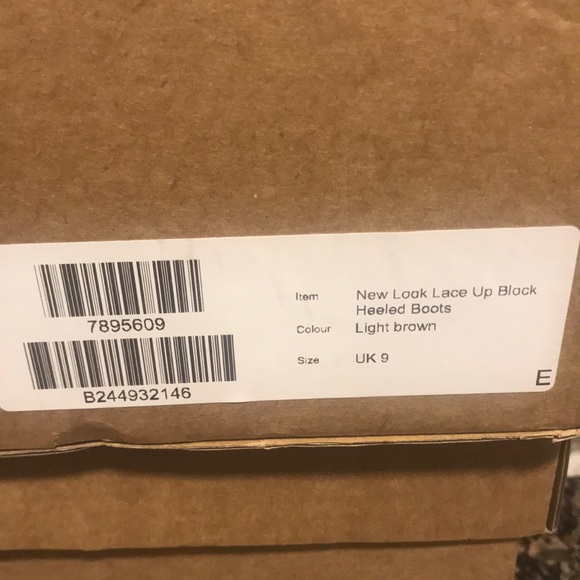 7895609
B244932146
Item New Look Lace Up Block
Heeled Boots
Colour Light brown
Size UK 9
E